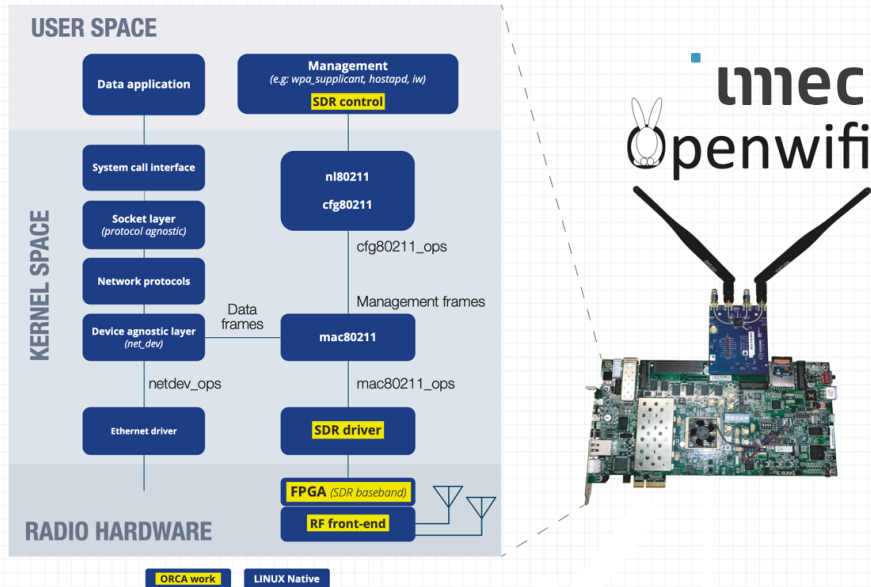 USER SPACE
Data application
Management
(e.g: wpa_supplicant, hostapd, iw)
SDR control
KERNEL SPACE
System call interface
Socket layer
(protocol agnostic)
Network protocols
Device agnostic layer
(net_dev)
Data
frames
netdev_ops
Ethernet driver
nl80211
cfg80211
cfg80211_ops
Management frames
mac80211
mac80211_ops
SDR driver
RADIO HARDWARE
FPGA (SDR baseband)
RF front-end
ORCA work
LINUX Native
imec
Openwifi